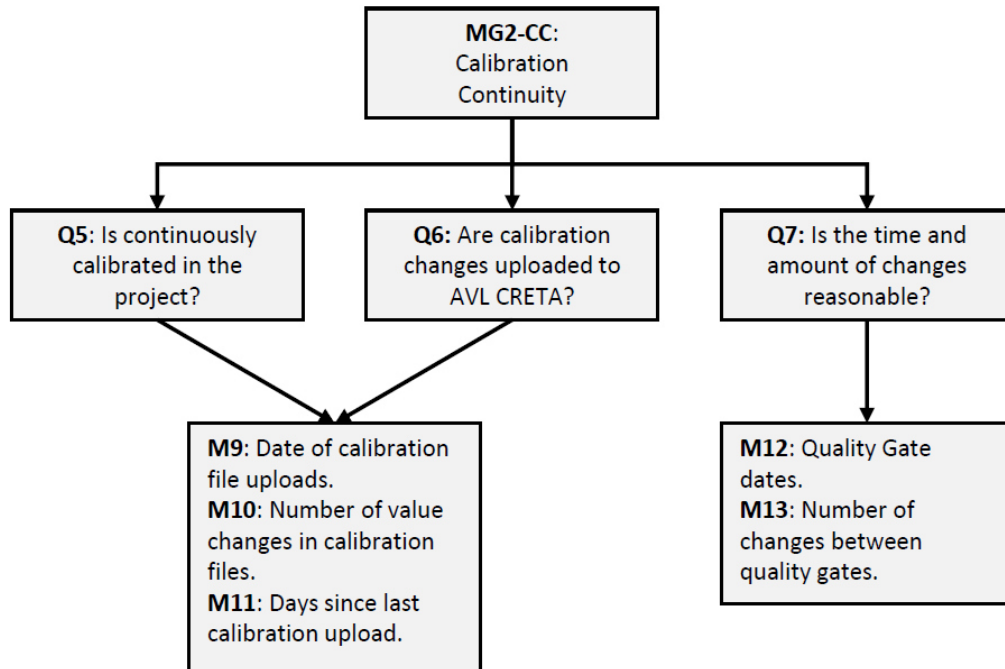 MG2-CC:
Calibration
Continuity
Q5: Is continuously
calibrated in the
project?
Q6: Are calibration
changes uploaded to
AVL CRETA?
Q7: Is the time and
amount of changes
reasonable?
M9: Date of calibration
file uploads.
M10: Number of value
changes in calibration
files.
M11: Days since last
calibration upload.
M12: Quality Gate
dates.
M13: Number of
changes between
quality gates.